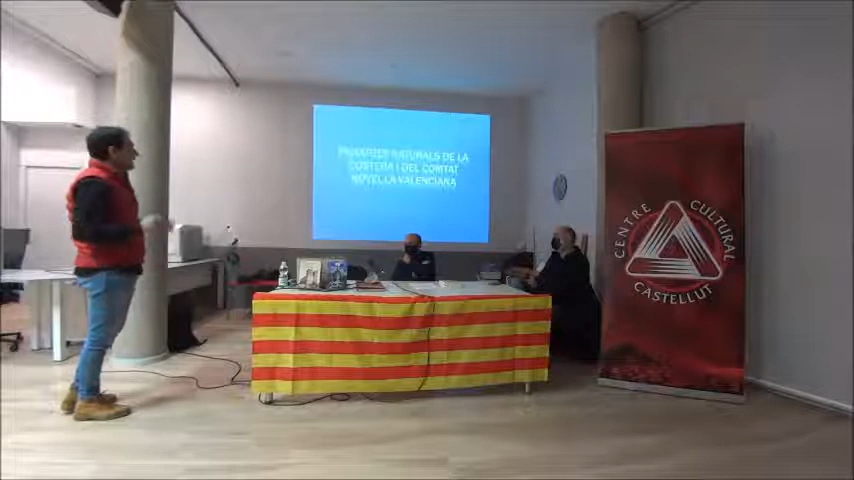 PARATGES NATURALS DE LA
COSTERA I DEL COMTAT
NOVELLA VALENCIANA
CENTRE CULTURAL
CASTELLUT